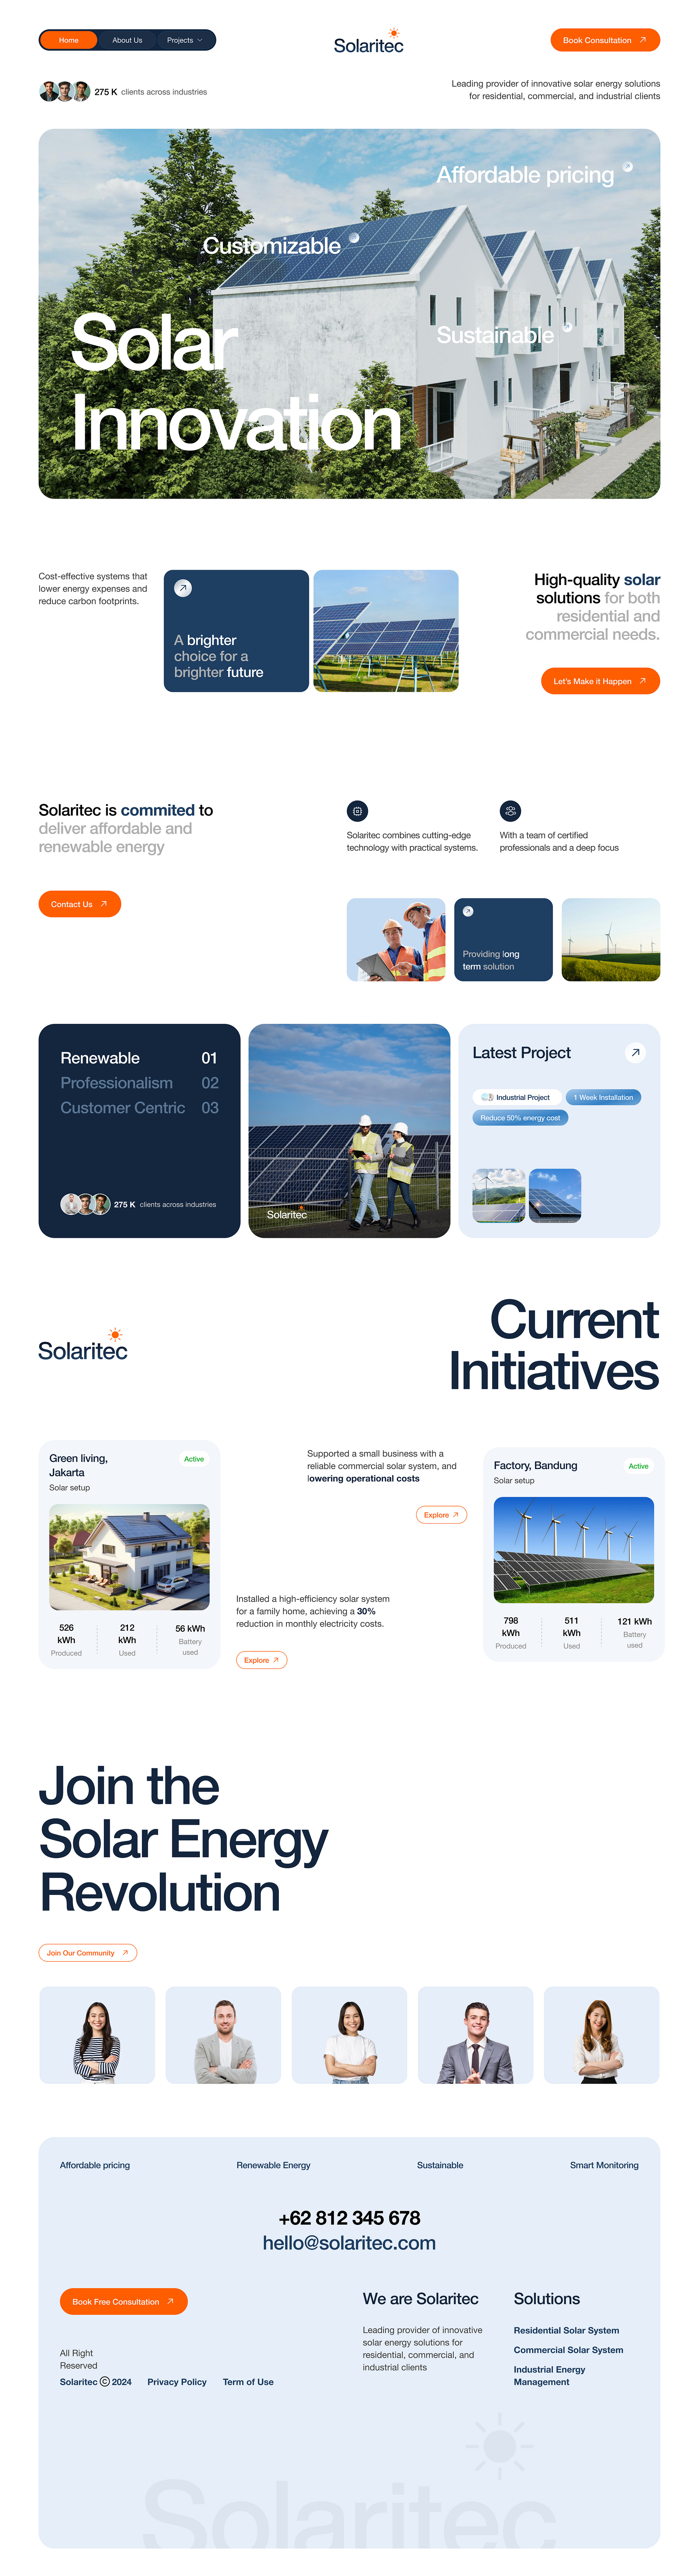 Home
About Us
Projects
Solaritec
Book Consultation
275 K clients across industries
Leading provider of innovative solar energy solutions
for residential, commercial, and industrial clients
Affordable pricing
Customizable
Sustainable
Solar
Innovation
Cost-effective systems that
lower energy expenses and
reduce carbon footprints.
A brighter
choice for a
brighter future
High-quality solar
solutions for both
residential and
commercial needs.
Let's Make it Happen
Solaritec is commited to
deliver affordable and
renewable energy
Contact Us
Solaritec combines cutting-edge
technology with practical systems.
With a team of certified
professionals and a deep focus
Providing long
term solution
Renewable 01
Professionalism 02
Customer Centric 03
275 K clients across industries
Solaritec
Latest Project
Industrial Project
1 Week Installation
Reduce 50% energy cost
Solaritec
Current
Initiatives
Green living,
Jakarta
Active
Solar setup
526
kWh
Produced
212
kWh
Used
56 kWh
Battery
used
Supported a small business with a
reliable commercial solar system, and
lowering operational costs
Explore
Installed a high-efficiency solar system
for a family home, achieving a 30%
reduction in monthly electricity costs.
Explore
Factory, Bandung
Active
Solar setup
798
kWh
Produced
511
kWh
Used
121 kWh
Battery
used
Join the
Solar Energy
Revolution
Join Our Community
Affordable pricing
Renewable Energy
Sustainable
Smart Monitoring
+62 812 345 678
hello@solaritec.com
Book Free Consultation
All Right
Reserved
Solaritec © 2024
Privacy Policy
Term of Use
We are Solaritec
Leading provider of innovative
solar energy solutions for
residential, commercial, and
industrial clients
Solutions
Residential Solar System
Commercial Solar System
Industrial Energy
Management
Solaritec